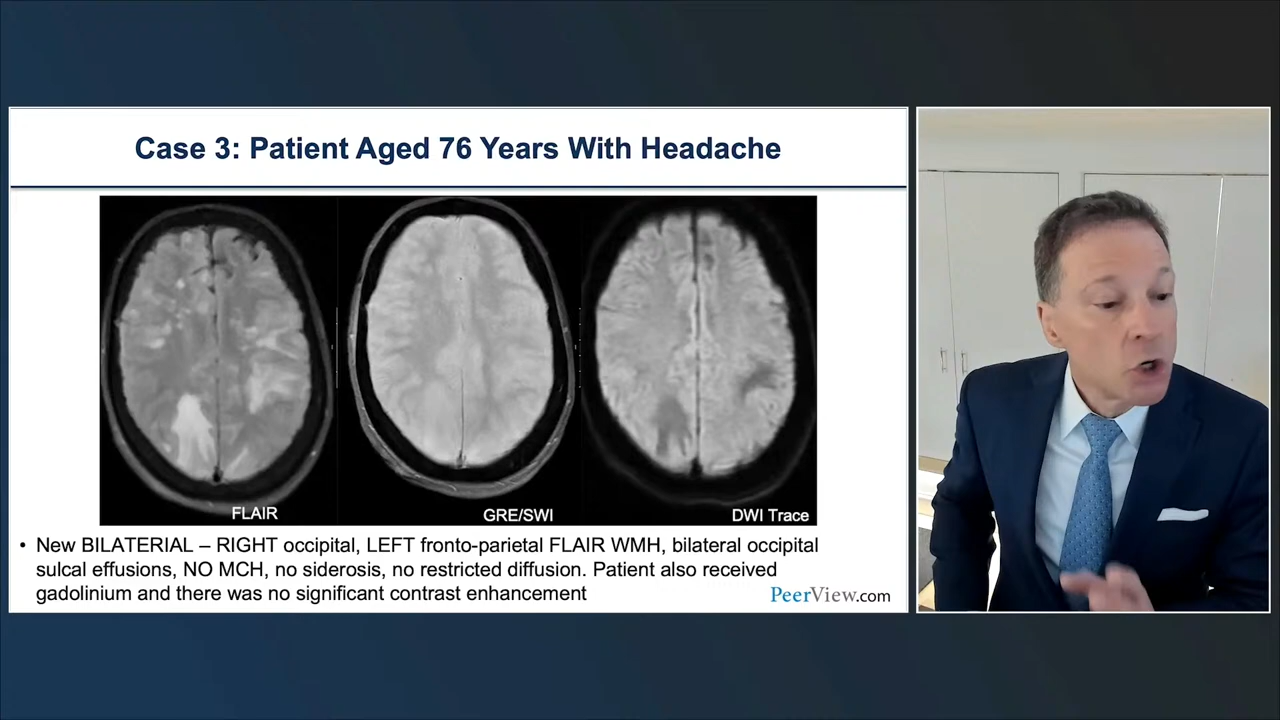 Case 3: Patient Aged 76 Years With Headache
FLAIR
GRE/SWI
DWI Trace
• New BILATERIAL – RIGHT occipital, LEFT fronto-parietal FLAIR WMH, bilateral occipital
sulcal effusions, NO MCH, no siderosis, no restricted diffusion. Patient also received
gadolinium and there was no significant contrast enhancement
PeerView.com